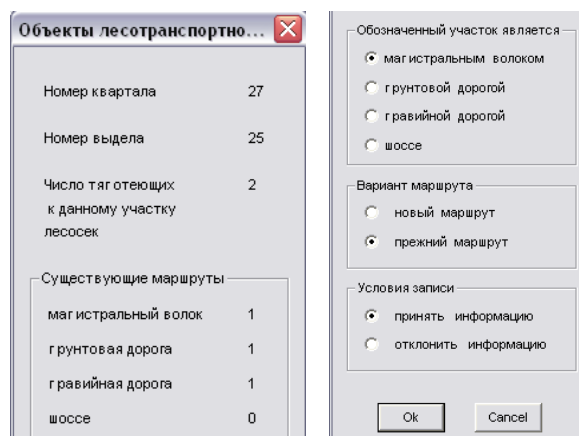 Объекты лесотранспортно...
Номер квартала 27
Номер выдела 25
Число тяготеющих 2
к данному участку
лесосек
Существующие маршруты
магистральный волок 1
грунтовая дорога 1
гравийная дорога 1
шоссе 0
Обозначенный участок является
магистральным волоком
грунтовой дорогой
гравийной дорогой
шоссе
Вариант маршрута
новый маршрут
прежний маршрут
Условия записи
принять информацию
отклонить информацию
Ok Cancel